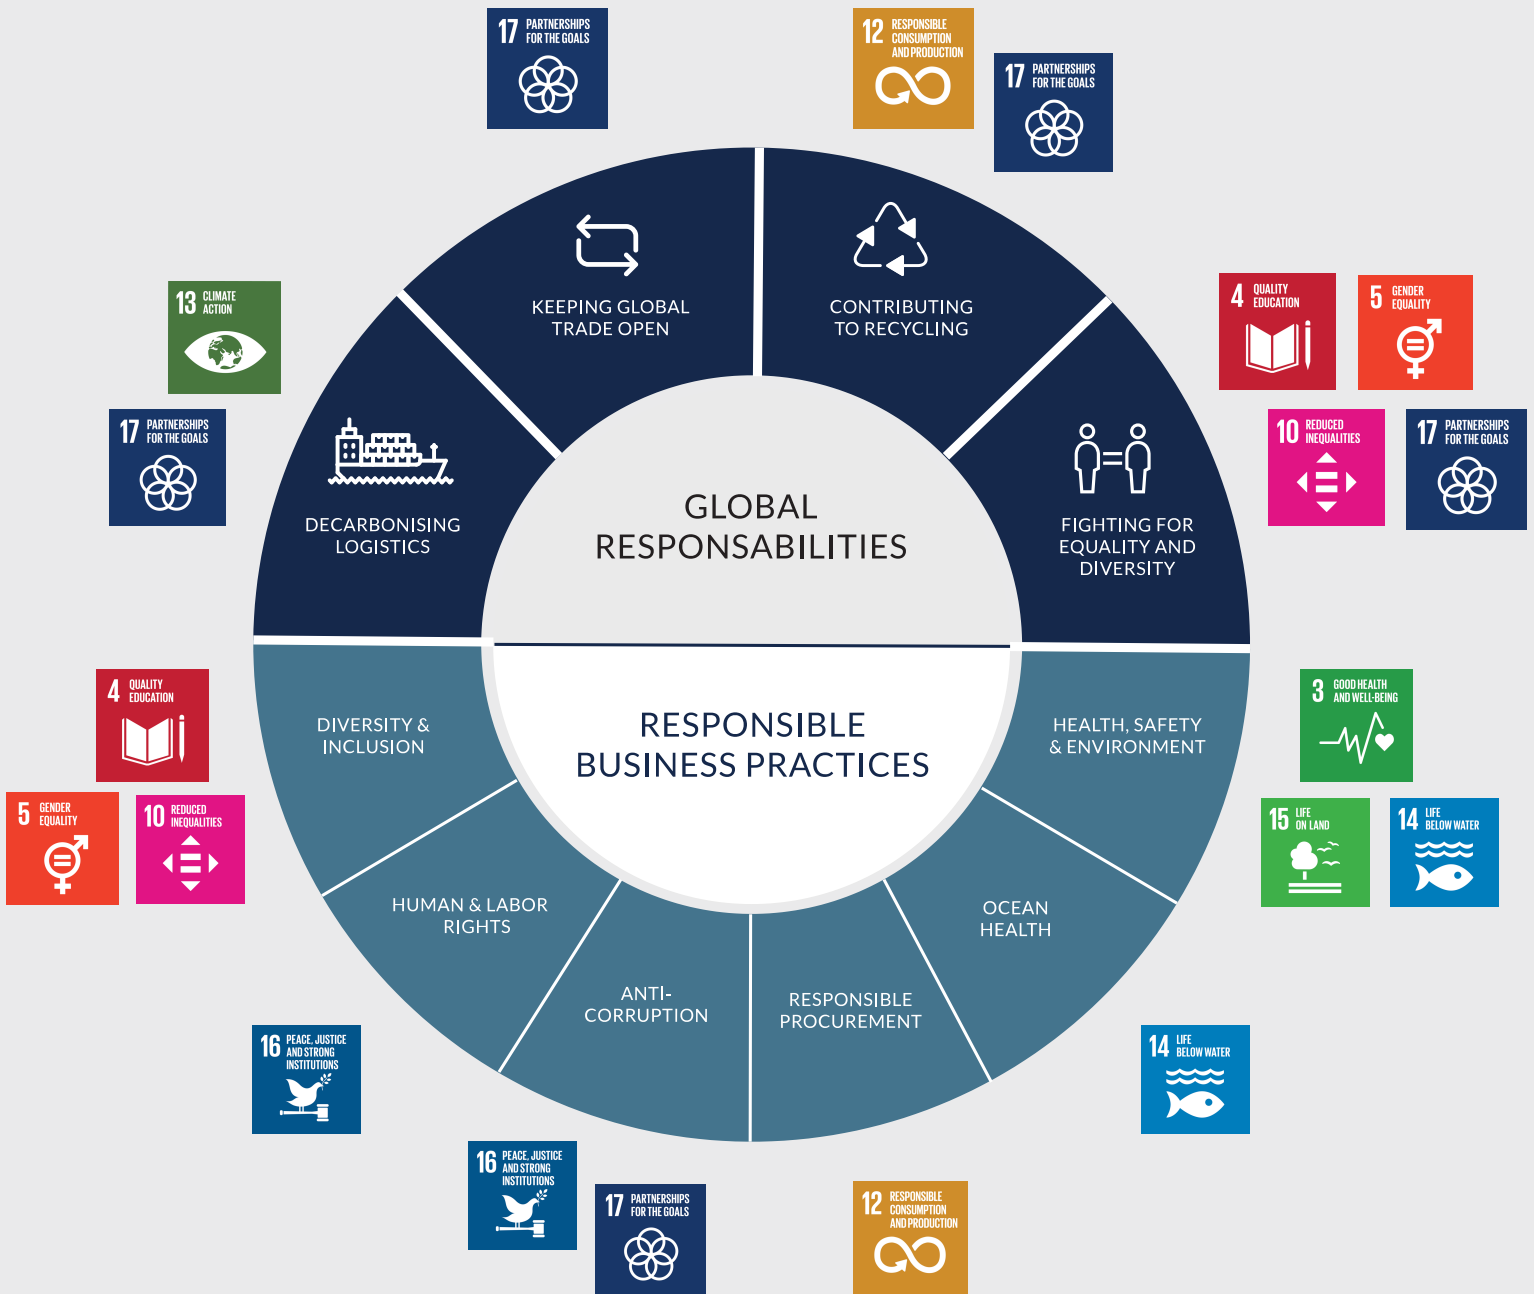 17 PARTNERSHIPS
FOR THE GOALS
12 RESPONSIBLE
CONSUMPTION
AND PRODUCTION
17 PARTNERSHIPS
FOR THE GOALS
KEEPING GLOBAL
TRADE OPEN
CONTRIBUTING
TO RECYCLING
13 CLIMATE
ACTION
17 PARTNERSHIPS
FOR THE GOALS
DECARBONISING
LOGISTICS
4 QUALITY
EDUCATION
5 GENDER
EQUALITY
10 REDUCED
INEQUALITIES
17 PARTNERSHIPS
FOR THE GOALS
FIGHTING FOR
EQUALITY AND
DIVERSITY
GLOBAL
RESPONSABILITIES
RESPONSIBLE
BUSINESS PRACTICES
4 QUALITY
EDUCATION
5 GENDER
EQUALITY
10 REDUCED
INEQUALITIES
DIVERSITY &
INCLUSION
HEALTH, SAFETY
& ENVIRONMENT
3 GOOD HEALTH
AND WELL-BEING
15 LIFE
ON LAND
14 LIFE
BELOW WATER
HUMAN & LABOR
RIGHTS
OCEAN
HEALTH
ANTI-
CORRUPTION
RESPONSIBLE
PROCUREMENT
16 PEACE, JUSTICE
AND STRONG
INSTITUTIONS
14 LIFE
BELOW WATER
16 PEACE, JUSTICE
AND STRONG
INSTITUTIONS
17 PARTNERSHIPS
FOR THE GOALS
12 RESPONSIBLE
CONSUMPTION
AND PRODUCTION